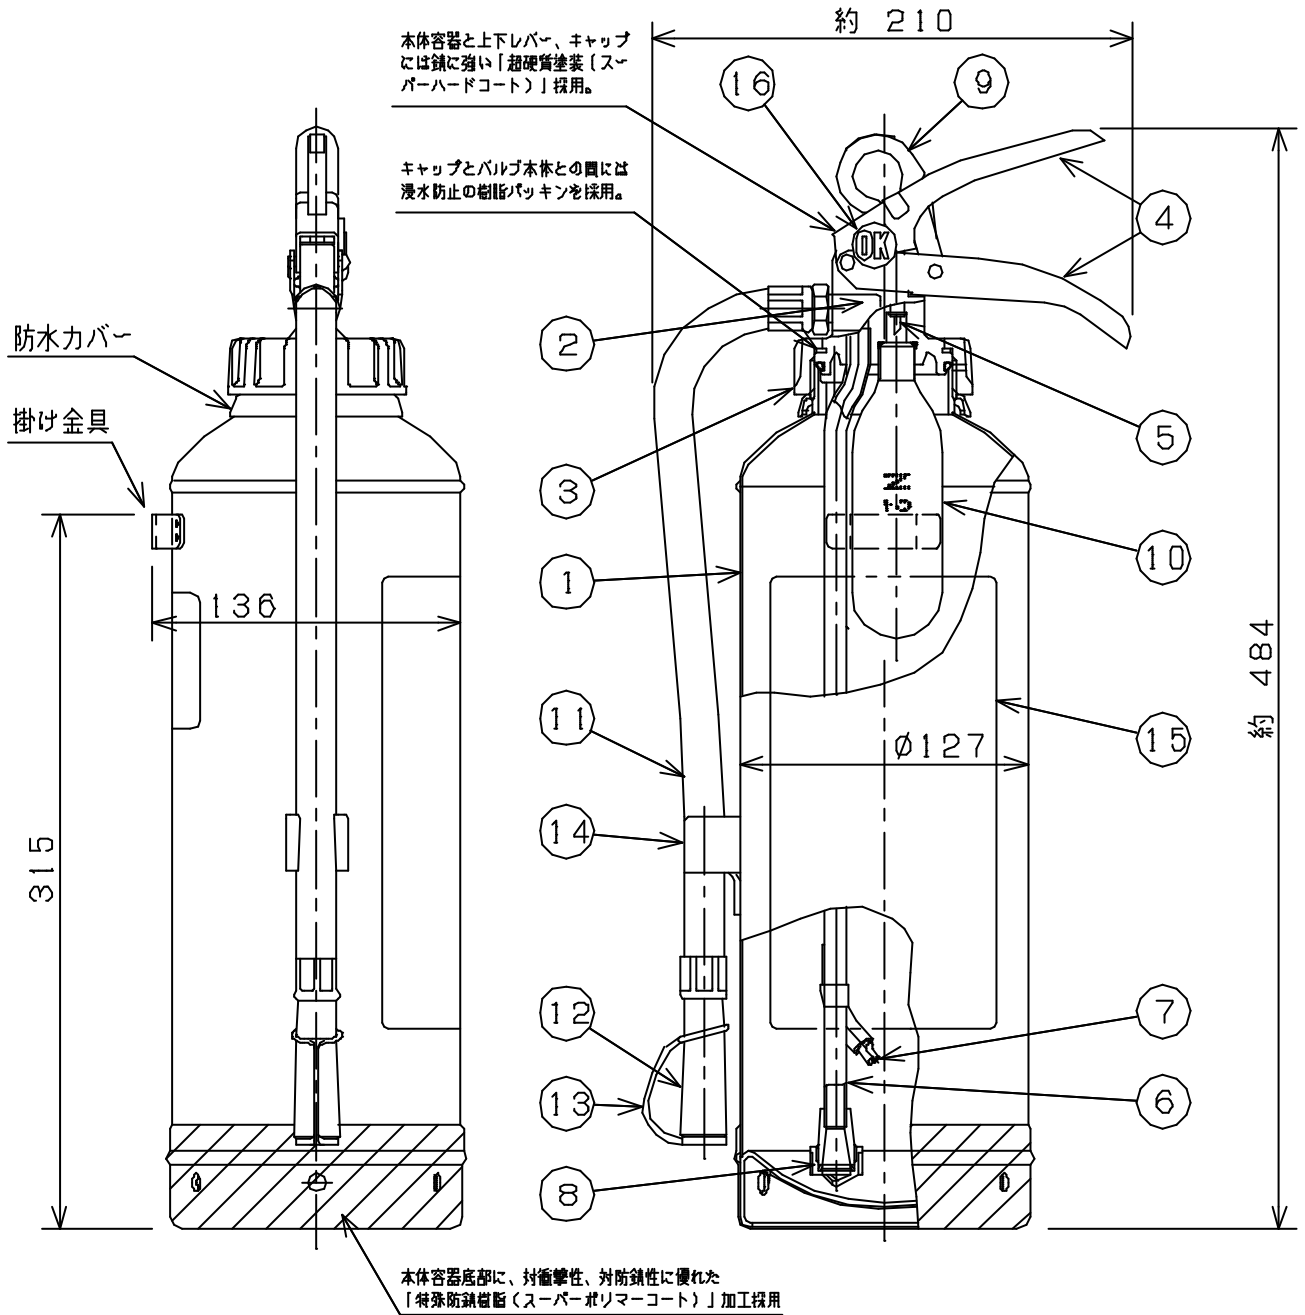 約 210
本体容器と上下レバー、キャップ
には錆に強い「超硬質塗装(スー
パーハードコート)」採用。
16
9
キャップとバルブ本体との間には
浸水防止の樹脂パッキンを採用。
4
OK
防水カバー
2
掛け金具
5
3
N
10
1
136
約 484
11
15
Ø127
14
315
12
7
13
6
8
本体容器底部に、対衝撃性、対防錆性に優れた
「特殊防錆樹脂(スーパーポリマーコート)」加工採用